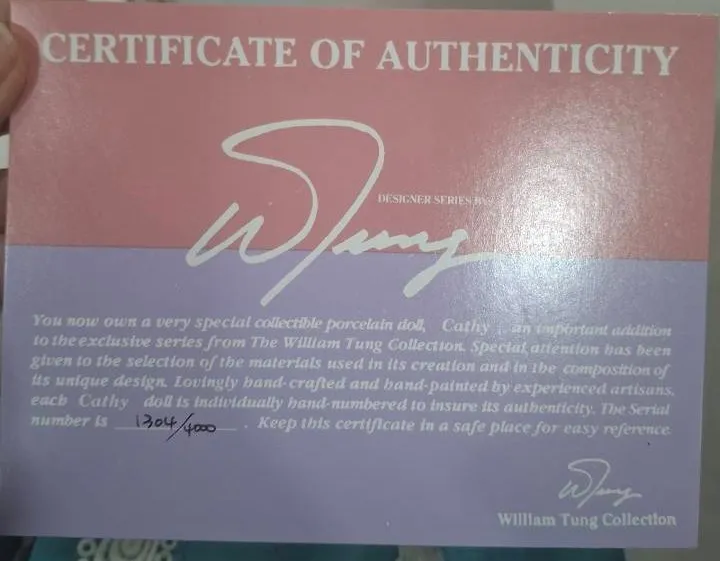 CERTIFICATE OF AUTHENTICITY
DESIGNER SERIES BY
W Tung
You now own a very special collectible porcelain doll, Cathy , an important addition
to the exclusive series from The William Tung Collection. Special attention has been
given to the selection of the materials used in its creation and in the composition of
its unique design. Lovingly hand-crafted and hand-painted by experienced artisans,
each Cathy doll is individually hand-numbered to insure its authenticity. The Serial
number is 1304/4000 . Keep this certificate in a safe place for easy reference.
W Tung
William Tung Collection